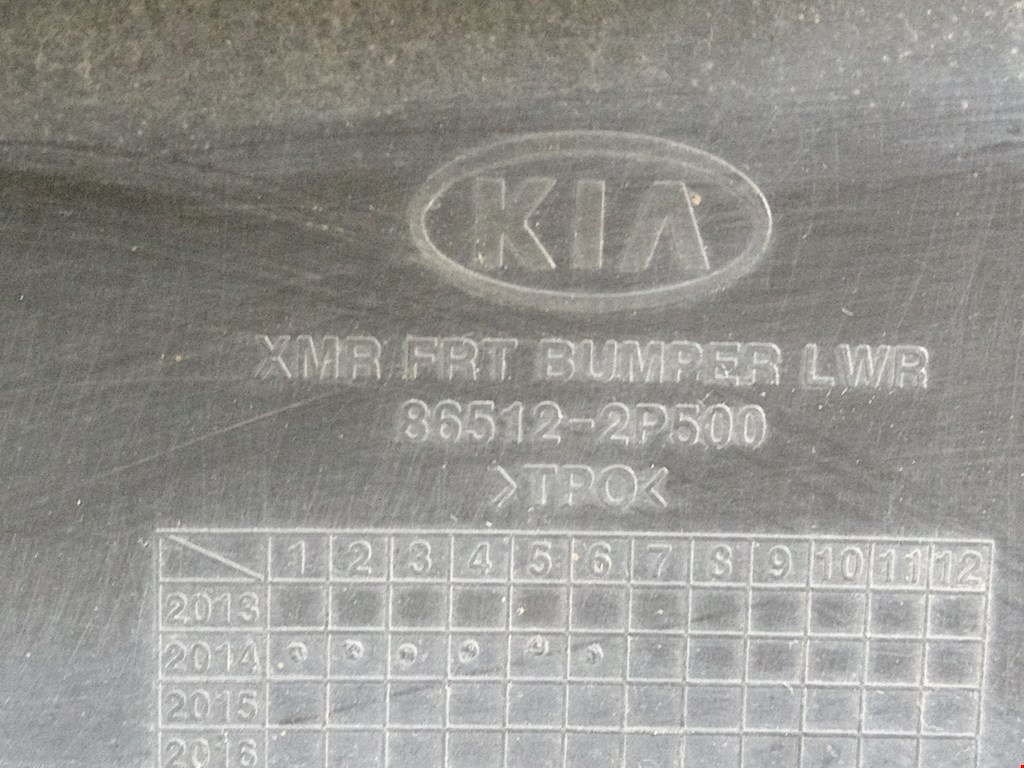 KIA
XMR FRT BUMPER LWR
86512-2P500
>TPO<
1 2 3 4 5 6 7 8 9 10 11 12
2013
2014
2015
2016